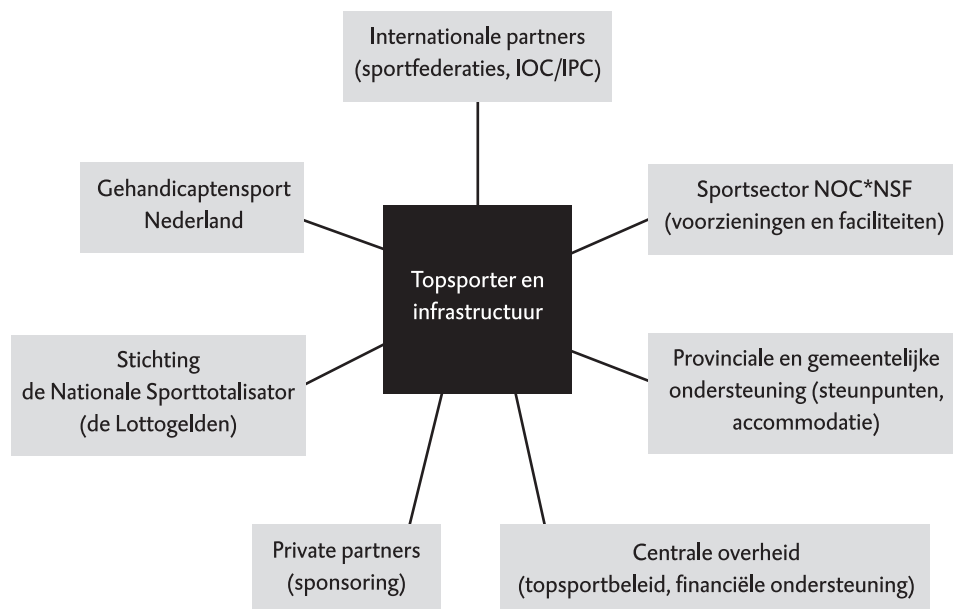 Internationale partners
(sportfederaties, IOC/IPC)
Gehandicaptensport
Nederland
Sportsector NOC*NSF
(voorzieningen en faciliteiten)
Topsporter en
infrastructuur
Stichting
de Nationale Sporttotalisator
(de Lottogelden)
Provinciale en gemeentelijke
ondersteuning (steunpunten,
accommodatie)
Private partners
(sponsoring)
Centrale overheid
(topsportbeleid, financiële ondersteuning)